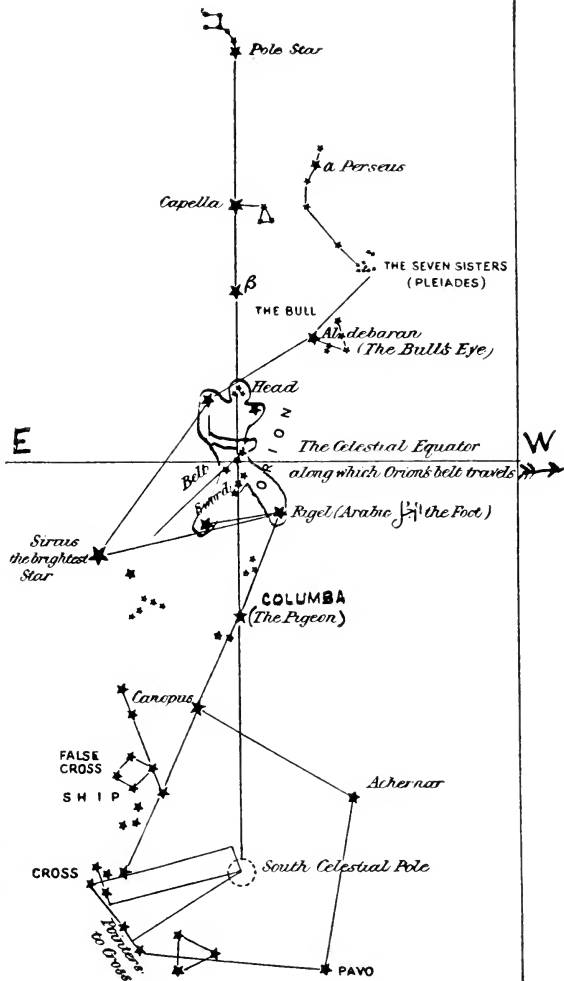 Pole Star
α Perseus
Capella
THE SEVEN SISTERS
(PLEIADES)
β
THE BULL
Aldebaran
(The Bull's Eye)
Head
ORION
E
The Celestial Equator
W
along which Orion's belt travels
Belt
Sword
Rigel (Arabic
the Foot)
Sirius
the brightest
Star
COLUMBA
(The Pigeon)
Canopus
FALSE
CROSS
SHIP
Achernar
CROSS
South Celestial Pole
Pointers
to Cross
PAVO